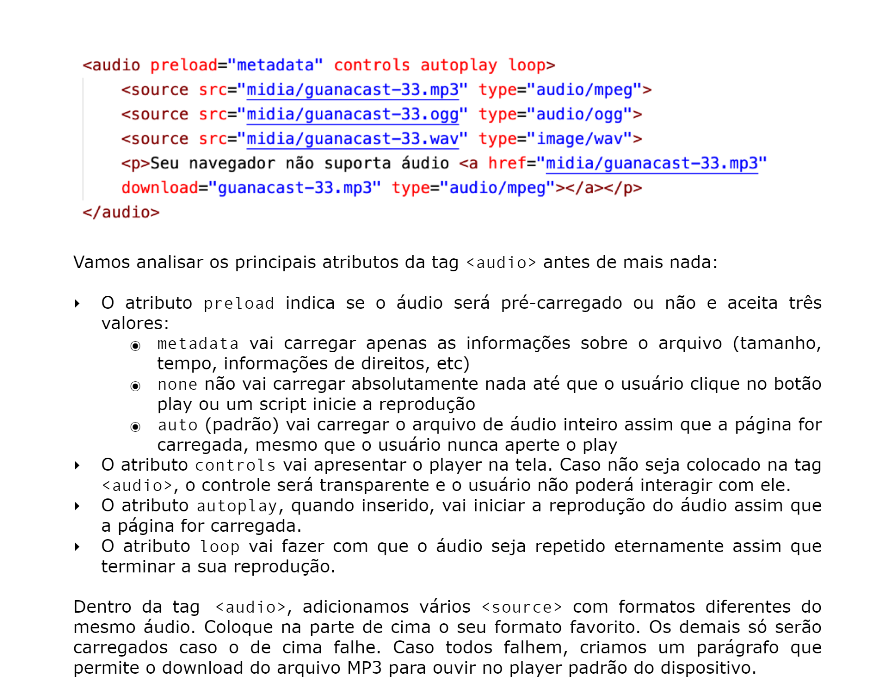 <audio preload="metadata" controls autoplay loop>
<source src="midia/guanacast-33.mp3" type="audio/mpeg">
<source src="midia/guanacast-33.ogg" type="audio/ogg">
<source src="midia/guanacast-33.wav" type="image/wav">
<p>Seu navegador não suporta áudio <a href="midia/guanacast-33.mp3"
download="guanacast-33.mp3" type="audio/mpeg"></a></p>
</audio>
Vamos analisar os principais atributos da tag <audio> antes de mais nada:
‣ O atributo preload indica se o áudio será pré-carregado ou não e aceita três
valores:
◉ metadata vai carregar apenas as informações sobre o arquivo (tamanho,
tempo, informações de direitos, etc)
◉ none não vai carregar absolutamente nada até que o usuário clique no botão
play ou um script inicie a reprodução
◉ auto (padrão) vai carregar o arquivo de áudio inteiro assim que a página for
carregada, mesmo que o usuário nunca aperte o play
‣ O atributo controls vai apresentar o player na tela. Caso não seja colocado na tag
<audio>, o controle será transparente e o usuário não poderá interagir com ele.
‣ O atributo autoplay, quando inserido, vai iniciar a reprodução do áudio assim que
a página for carregada.
‣ O atributo loop vai fazer com que o áudio seja repetido eternamente assim que
terminar a sua reprodução.
Dentro da tag <audio>, adicionamos vários <source> com formatos diferentes do
mesmo áudio. Coloque na parte de cima o seu formato favorito. Os demais só serão
carregados caso o de cima falhe. Caso todos falhem, criamos um parágrafo que
permite o download do arquivo MP3 para ouvir no player padrão do dispositivo.